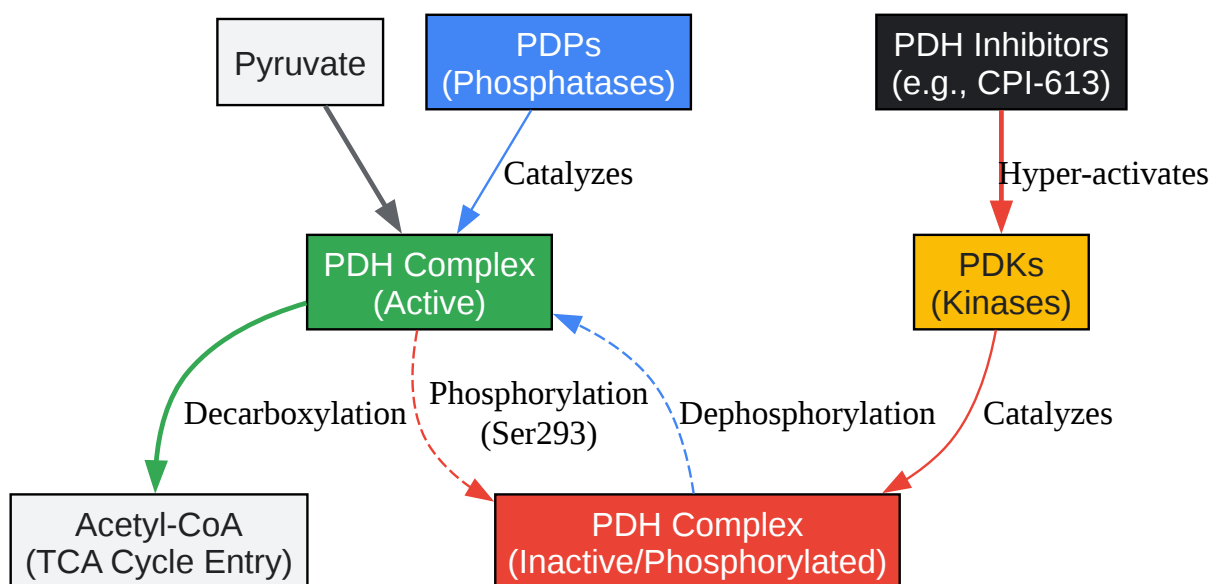 Pyruvate
PDPs
(Phosphatases)
PDH Inhibitors
(e.g., CPI-613)
Catalyzes
Hyper-activates
PDH Complex
(Active)
PDKs
(Kinases)
Decarboxylation
Phosphorylation
(Ser293)
Dephosphorylation
Catalyzes
Acetyl-CoA
(TCA Cycle Entry)
PDH Complex
(Inactive/Phosphorylated)